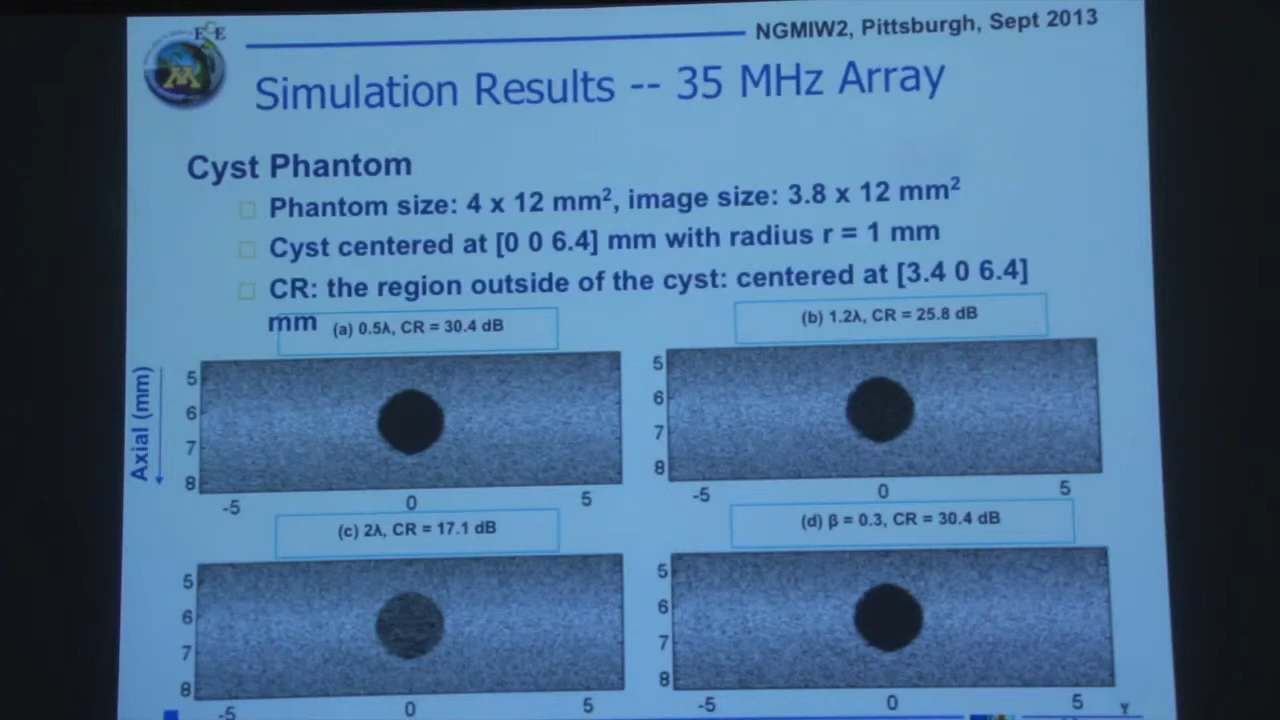 ECE
NGMIW2, Pittsburgh, Sept 2013
M
Simulation Results -- 35 MHz Array
Cyst Phantom
Phantom size: 4 x 12 mm², image size: 3.8 x 12 mm²
Cyst centered at [0 0 6.4] mm with radius r = 1 mm
CR: the region outside of the cyst: centered at [3.4 0 6.4]
mm
(a) 0.5λ, CR = 30.4 dB
(b) 1.2λ, CR = 25.8 dB
Axial (mm)
5
6
7
8
-5 0 5
5
6
7
8
-5 0 5
(c) 2λ, CR = 17.1 dB
(d) β = 0.3, CR = 30.4 dB
5
6
7
8
-5 0 5
5
6
7
8
-5 0 5